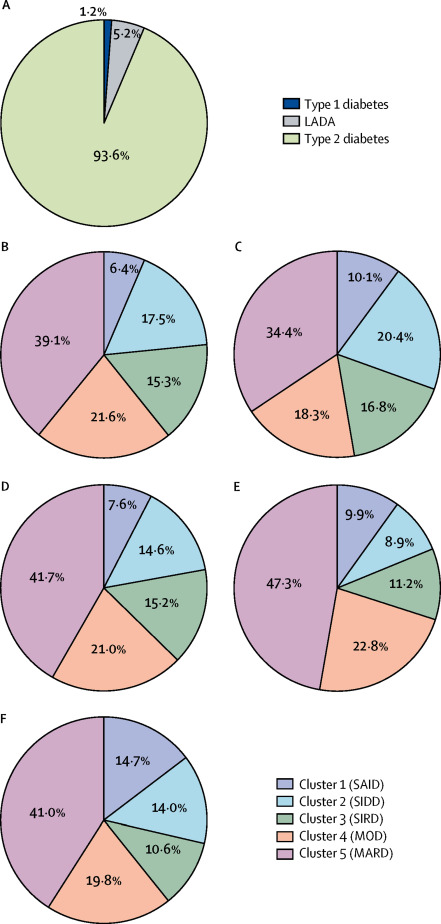 A
1·2%
5·2%
93·6%
Type 1 diabetes
LADA
Type 2 diabetes
B
6·4%
17·5%
15·3%
21·6%
39·1%
C
10·1%
20·4%
16·8%
18·3%
34·4%
D
7·6%
14·6%
15·2%
21·0%
41·7%
E
9·9%
8·9%
11·2%
22·8%
47·3%
F
14·7%
14·0%
10·6%
19·8%
41·0%
Cluster 1 (SAID)
Cluster 2 (SIDD)
Cluster 3 (SIRD)
Cluster 4 (MOD)
Cluster 5 (MARD)